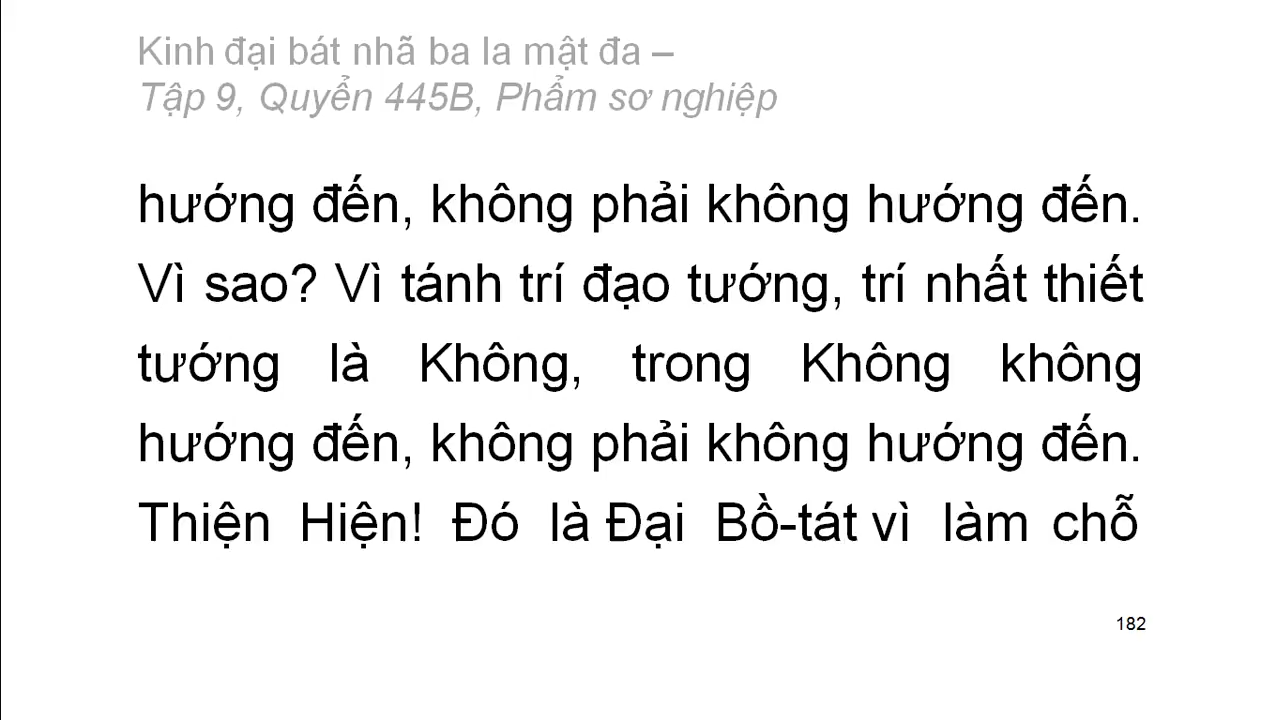 Kinh đại bát nhã ba la mật đa –
Tập 9, Quyển 445B, Phẩm sơ nghiệp
hướng đến, không phải không hướng đến.
Vì sao? Vì tánh trí đạo tướng, trí nhất thiết
tướng là Không, trong Không không
hướng đến, không phải không hướng đến.
Thiện Hiện! Đó là Đại Bồ-tát vì làm chỗ
182